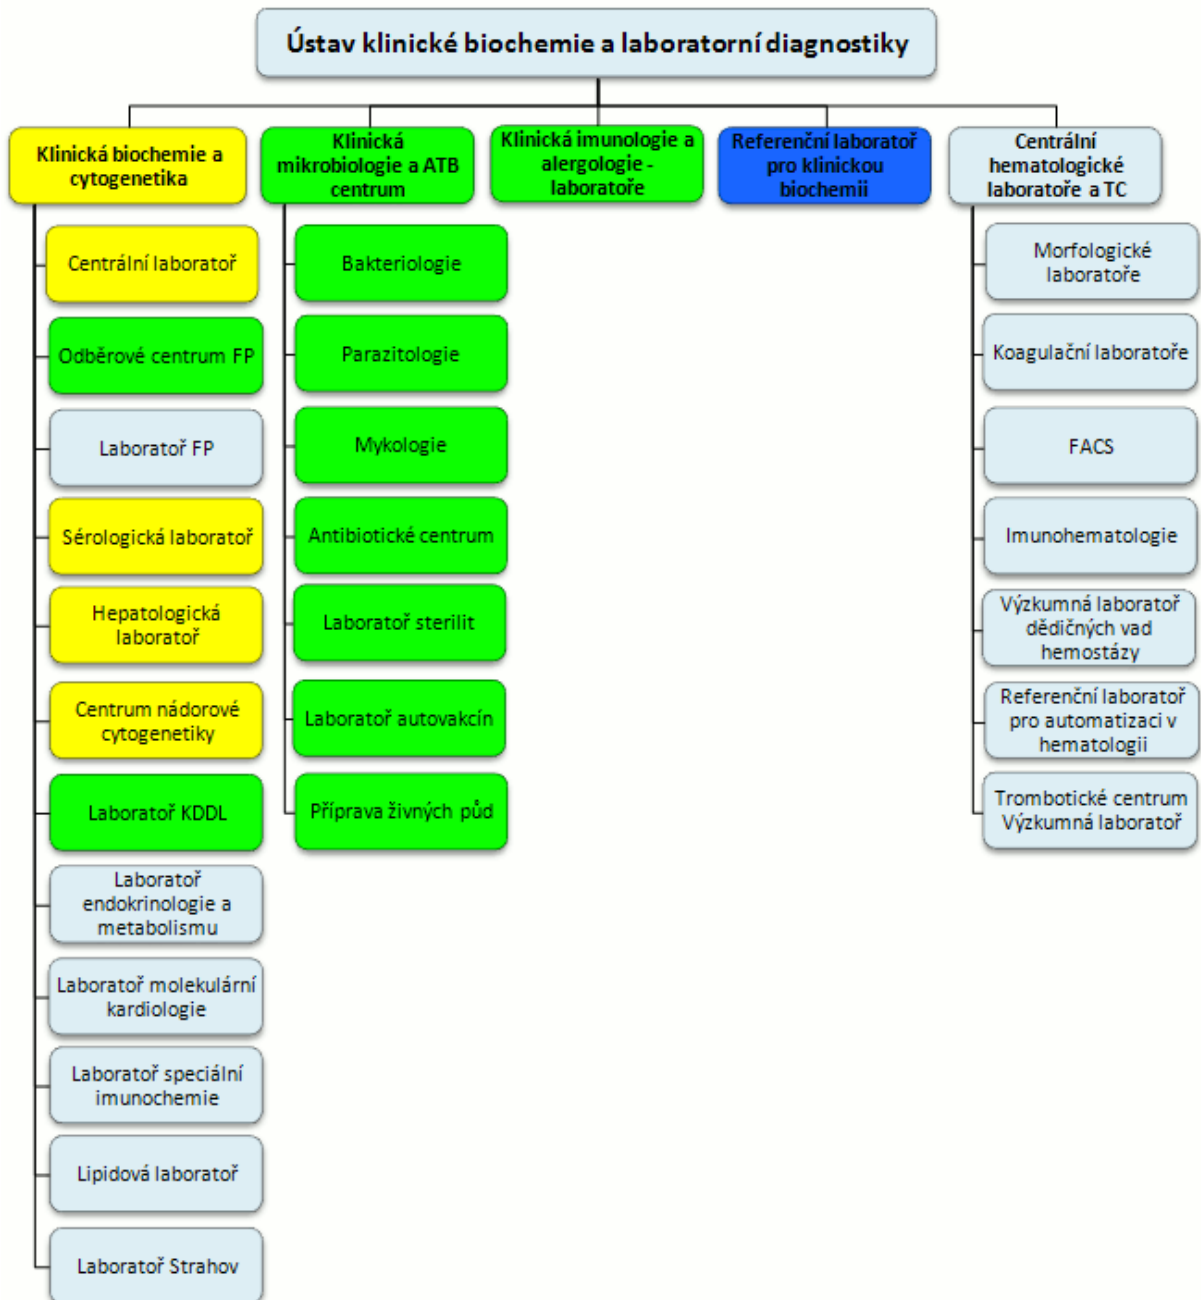 Ústav klinické biochemie a laboratorní diagnostiky
Klinická biochemie a
cytogenetika
Centrální laboratoř
Odběrové centrum FP
Laboratoř FP
Sérologická laboratoř
Hepatologická
laboratoř
Centrum nádorové
cytogenetiky
Laboratoř KDDL
Laboratoř
endokrinologie a
metabolismu
Laboratoř molekulární
kardiologie
Laboratoř speciální
imunochemie
Lipidová laboratoř
Laboratoř Strahov
Klinická
mikrobiologie a ATB
centrum
Bakteriologie
Parazitologie
Mykologie
Antibiotické centrum
Laboratoř sterilit
Laboratoř autovakcín
Příprava živných půd
Klinická imunologie a
alergologie -
laboratoře
Referenční laboratoř
pro klinickou
biochemii
Centrální
hematologické
laboratoře a TC
Morfologické
laboratoře
Koagulační laboratoře
FACS
Imunohematologie
Výzkumná laboratoř
dědičných vad
hemostázy
Referenční laboratoř
pro automatizaci v
hematologii
Trombotické centrum
Výzkumná laboratoř